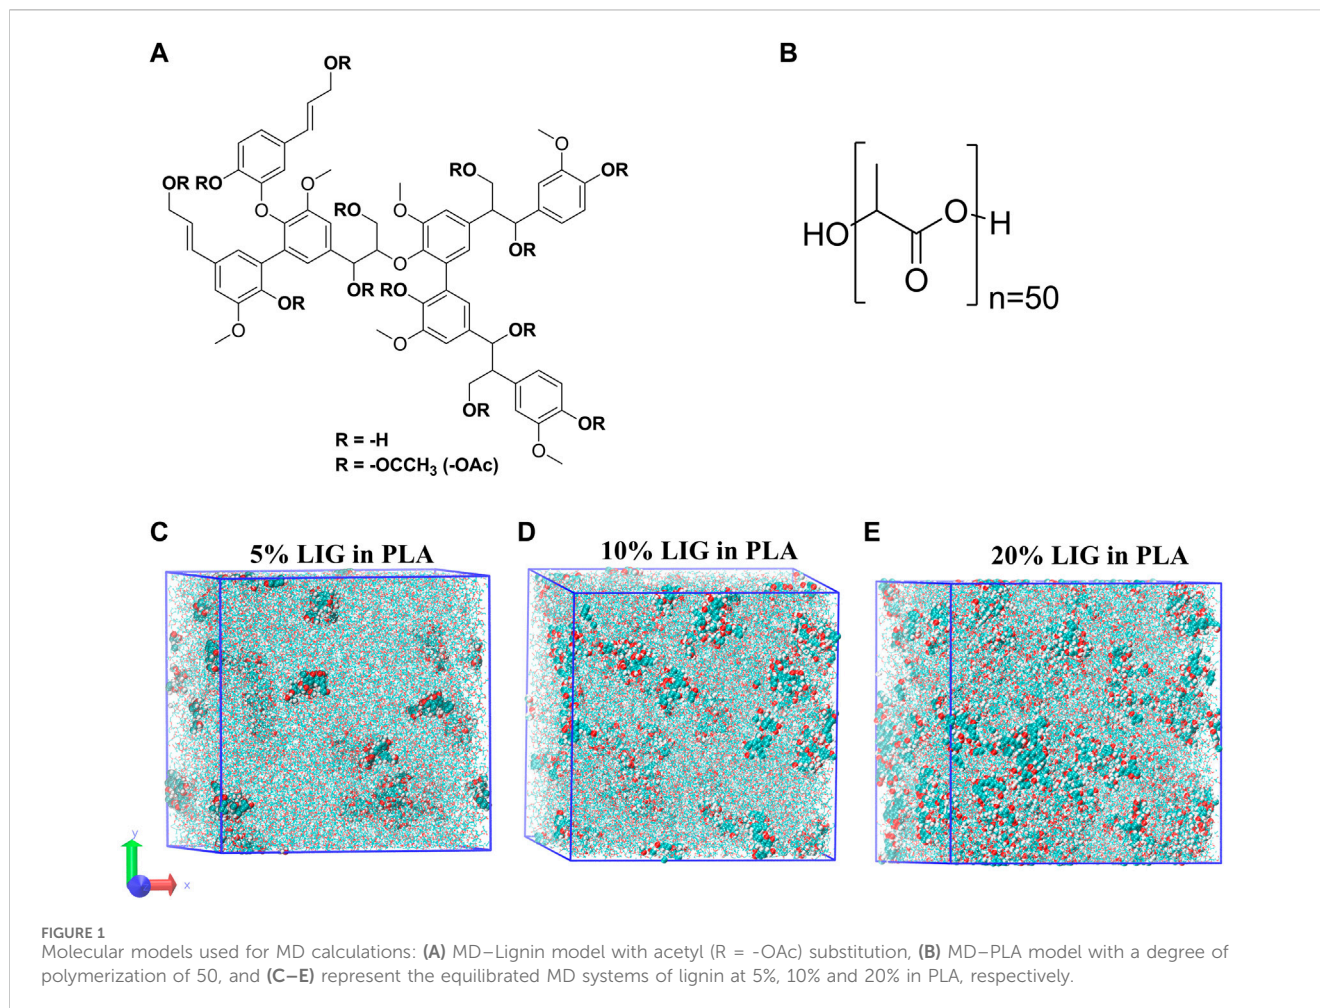 A
B
OR
OR
RO
O
O
RO
O
RO
O
OR
OR
O
RO
OR
OR
RO
O
O
OR
OR
OR
O
R = -H
R = -OCCH₃ (-OAc)
HO
O
O
H
n=50
C
D
E
5% LIG in PLA
10% LIG in PLA
20% LIG in PLA
y
x
FIGURE 1
Molecular models used for MD calculations: (A) MD–Lignin model with acetyl (R = -OAc) substitution, (B) MD–PLA model with a degree of
polymerization of 50, and (C–E) represent the equilibrated MD systems of lignin at 5%, 10% and 20% in PLA, respectively.